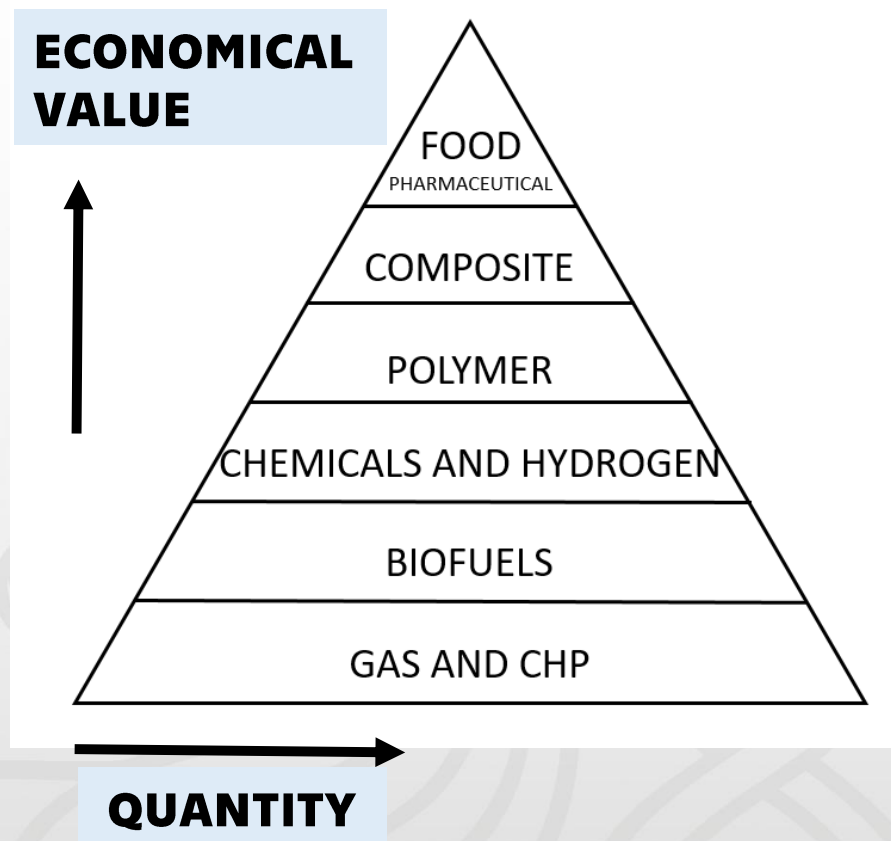 ECONOMICAL
VALUE
FOOD
PHARMACEUTICAL
COMPOSITE
POLYMER
CHEMICALS AND HYDROGEN
BIOFUELS
GAS AND CHP
QUANTITY